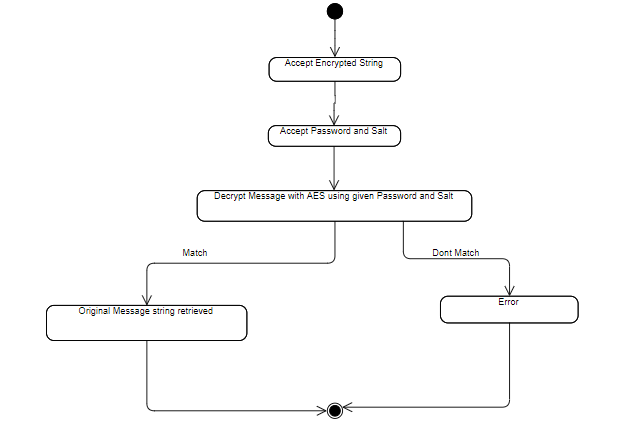 Accept Encrypted String
Accept Password and Salt
Decrypt Message with AES using given Password and Salt
Match
Dont Match
Original Message string retrieved
Error